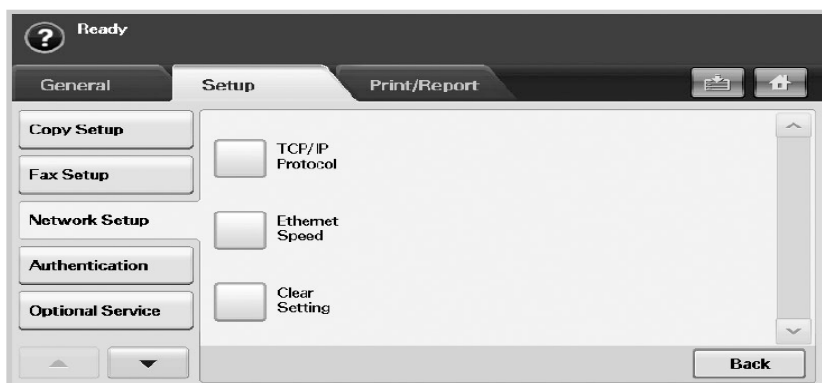 ?
Ready
General
Setup
Print/Report
Copy Setup
Fax Setup
Network Setup
Authentication
Optional Service
TCP/IP
Protocol
Ethernet
Speed
Clear
Setting
Back